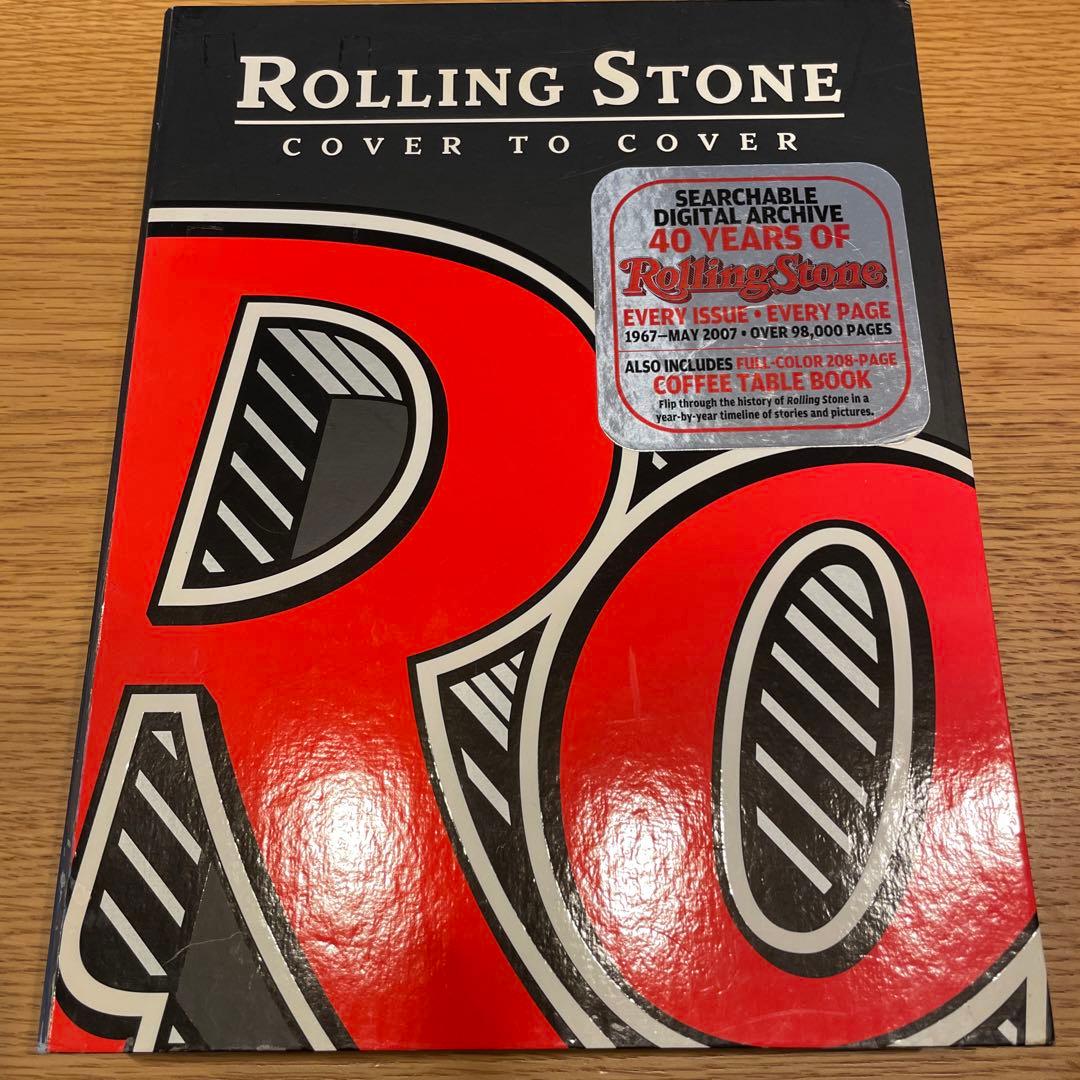 ROLLING STONE
COVER TO COVER
SEARCHABLE
DIGITAL ARCHIVE
40 YEARS OF
RollingStone
EVERY ISSUE • EVERY PAGE
1967–MAY 2007 • OVER 98,000 PAGES
ALSO INCLUDES FULL-COLOR 208-PAGE
COFFEE TABLE BOOK
Flip through the history of Rolling Stone in a
year-by-year timeline of stories and pictures.
Ro